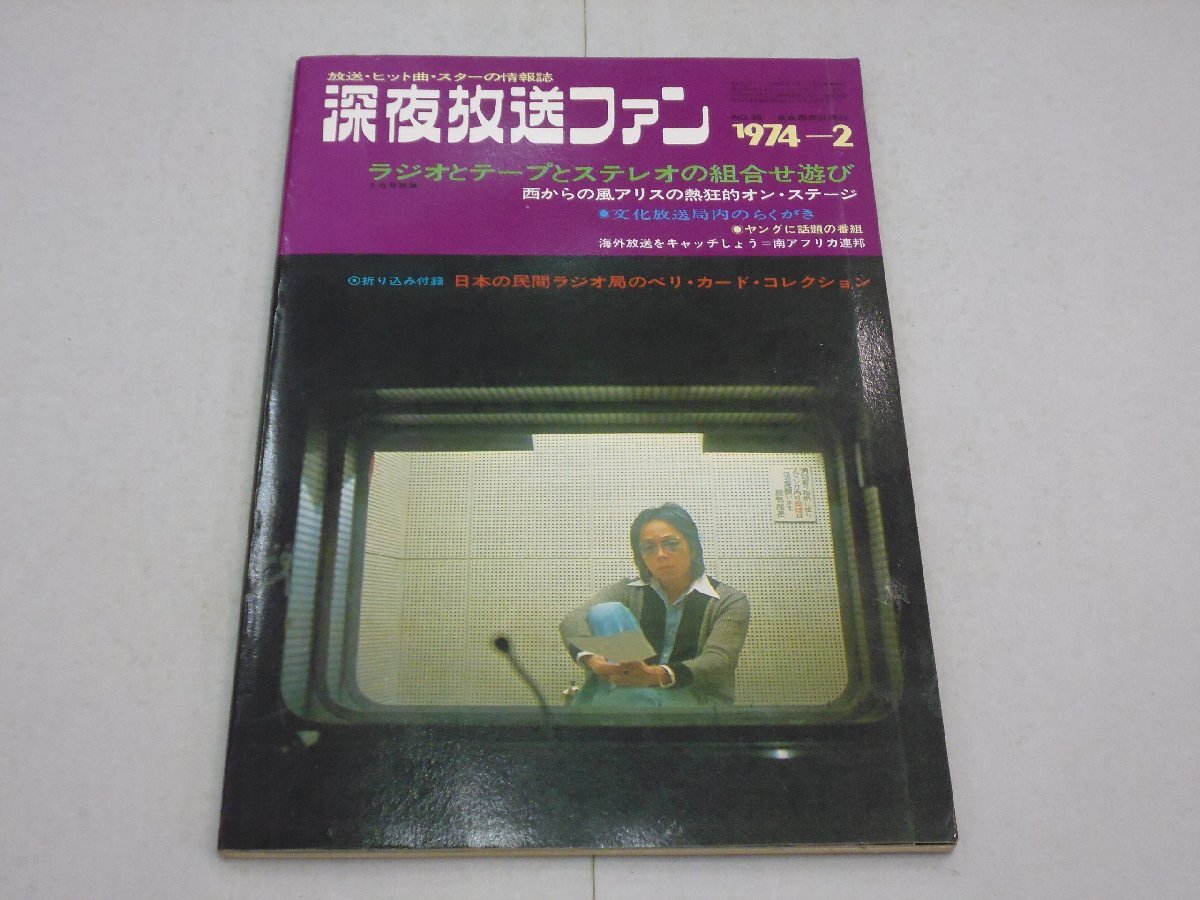 放送・ヒット曲・スターの情報誌
深夜放送ファン
1974—2
ラジオとテープとステレオの組合せ遊び
西からの風アリスの熱狂的オン・ステージ
●文化放送局内のらくがき
●ヤングに話題の番組
海外放送をキャッチしょう=南アフリカ連邦
◎折り込み付録 日本の民間ラジオ局のベリ・カード・コレクション